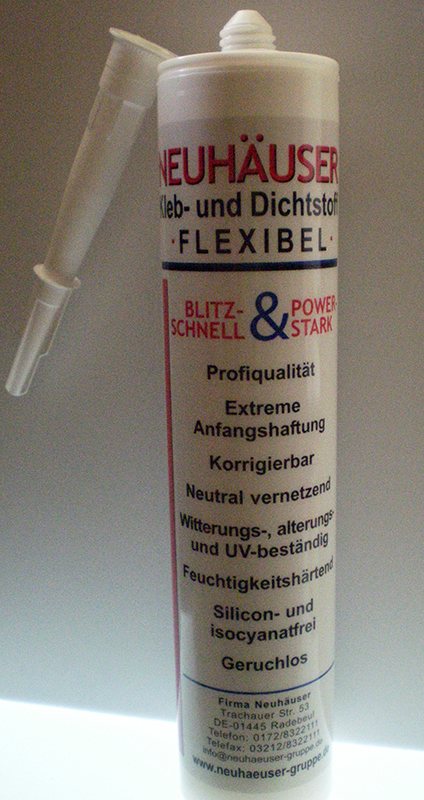 NEUHÄUSER
Kleb- und Dichtstoff
·FLEXIBEL·
BLITZ-
SCHNELL & POWER-
STARK
Profiqualität
Extreme
Anfangshaftung
Korrigierbar
Neutral vernetzend
Witterungs-, alterungs-
und UV-beständig
Feuchtigkeitshärtend
Silicon- und
isocyanatfrei
Geruchlos
Firma Neuhäuser
Trachauer Str. 53
DE-01445 Radebeul
Telefon: 0172/8322111
Telefax: 03212/8322111
info@neuhaeuser-gruppe.de
www.neuhaeuser-gruppe.de